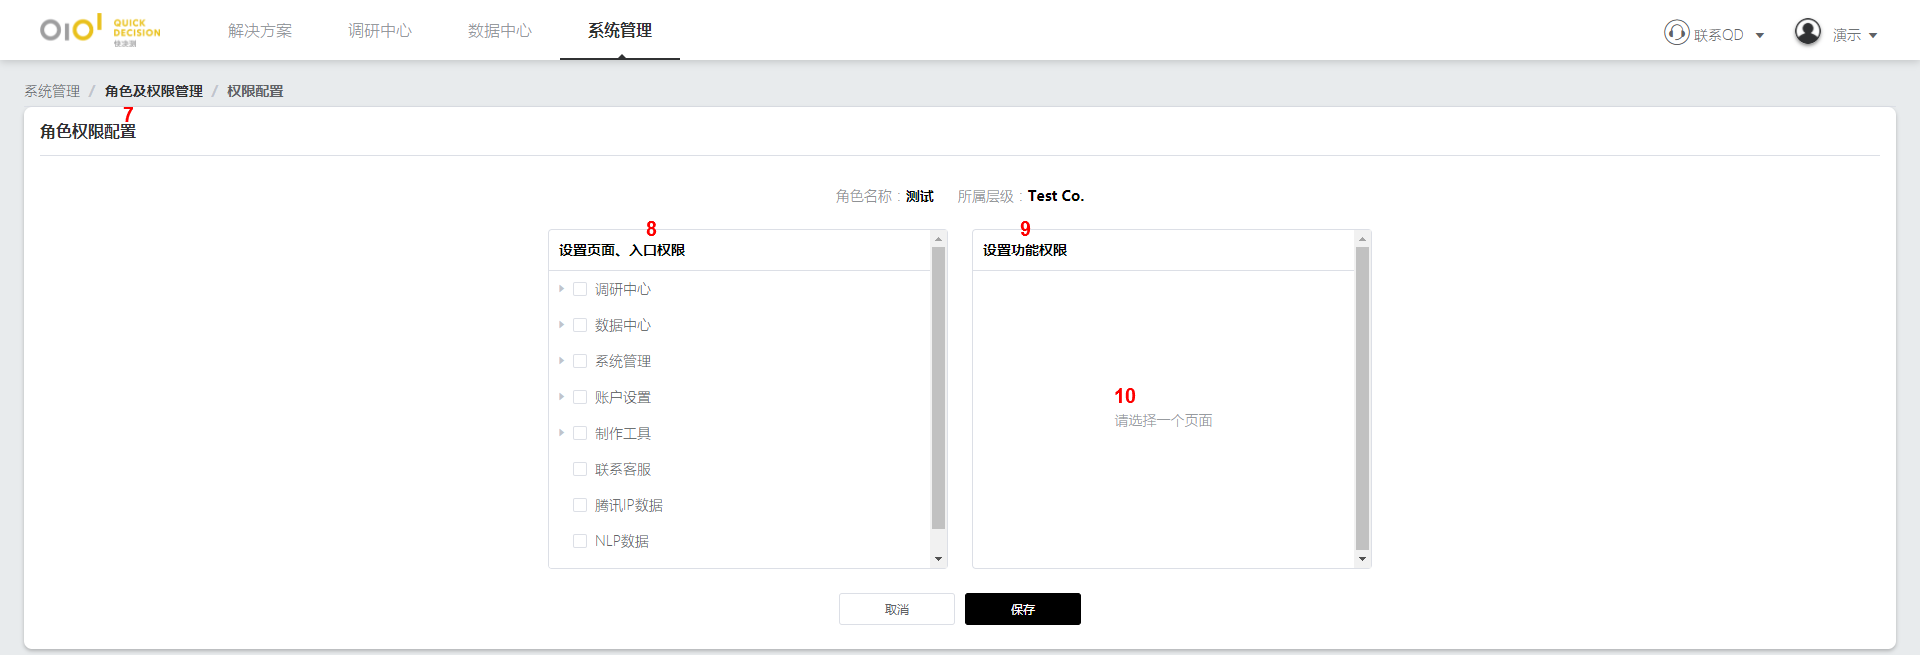 QUICK
DECISION
快决测
解决方案 调研中心 数据中心 系统管理 联系QD 演示
系统管理 / 角色及权限管理 / 权限配置
7
角色权限配置
角色名称：测试 所属层级：Test Co.
8
设置页面、入口权限
调研中心
数据中心
系统管理
账户设置
制作工具
联系客服
腾讯IP数据
NLP数据
9
设置功能权限
10
请选择一个页面
取消 保存